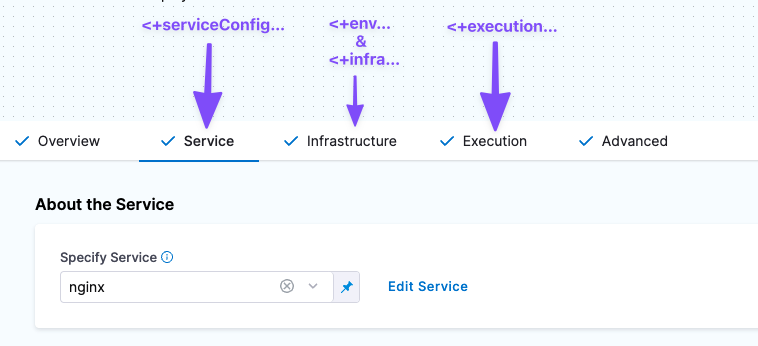 <+serviceConfig...
<+env...
&
<+infra...
<+execution...
Overview
Service
Infrastructure
Execution
Advanced
About the Service
Specify Service
nginx
Edit Service